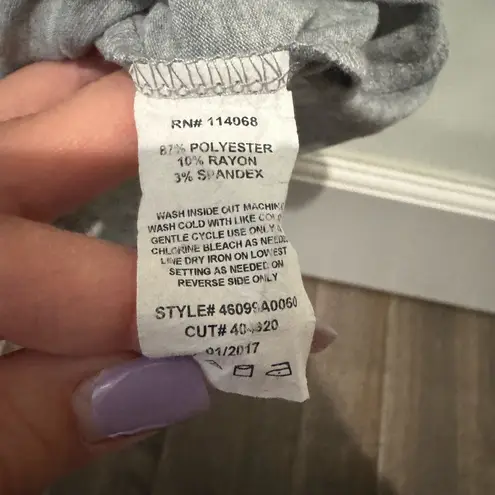 RN# 114068
87% POLYESTER
10% RAYON
3% SPANDEX
WASH INSIDE OUT MACHINE
WASH COLD WITH LIKE
GENTLE CYCLE USE ONLY
CHLORINE BLEACH AS NEEDED
LINE DRY IRON ON LOWEST
SETTING AS NEEDED ON
REVERSE SIDE ONLY
STYLE# 46099A0060
CUT#
01/2017